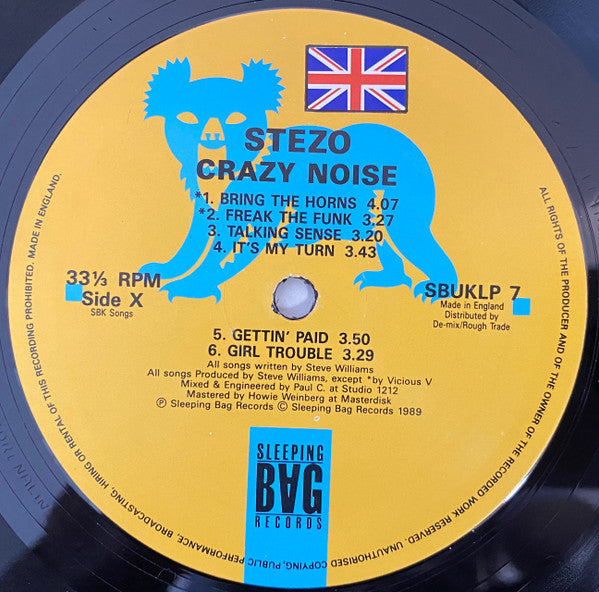 STEZO
CRAZY NOISE
*1. BRING THE HORNS 4.07
*2. FREAK THE FUNK 3.27
3. TALKING SENSE 3.20
4. IT'S MY TURN 3.43
33⅓ RPM
Side X
SBK Songs
SBUKLP 7
Made in England
Distributed by
De-mix/Rough Trade
5. GETTIN' PAID 3.50
6. GIRL TROUBLE 3.29
All songs written by Steve Williams
All songs Produced by Steve Williams, except *by Vicious V
Mixed & Engineered by Paul C. at Studio 1212
Mastered by Howie Weinberg at Masterdisk
Ⓟ Sleeping Bag Records © Sleeping Bag Records 1989
SLEEPING
BAG
RECORDS
ALL RIGHTS OF THE PRODUCER AND OF THE OWNER OF THE RECORDED WORK RESERVED. UNAUTHORISED COPYING, PUBLIC PERFORMANCE, BROADCASTING, HIRING OR RENTAL OF THIS RECORDING PROHIBITED. MADE IN ENGLAND.